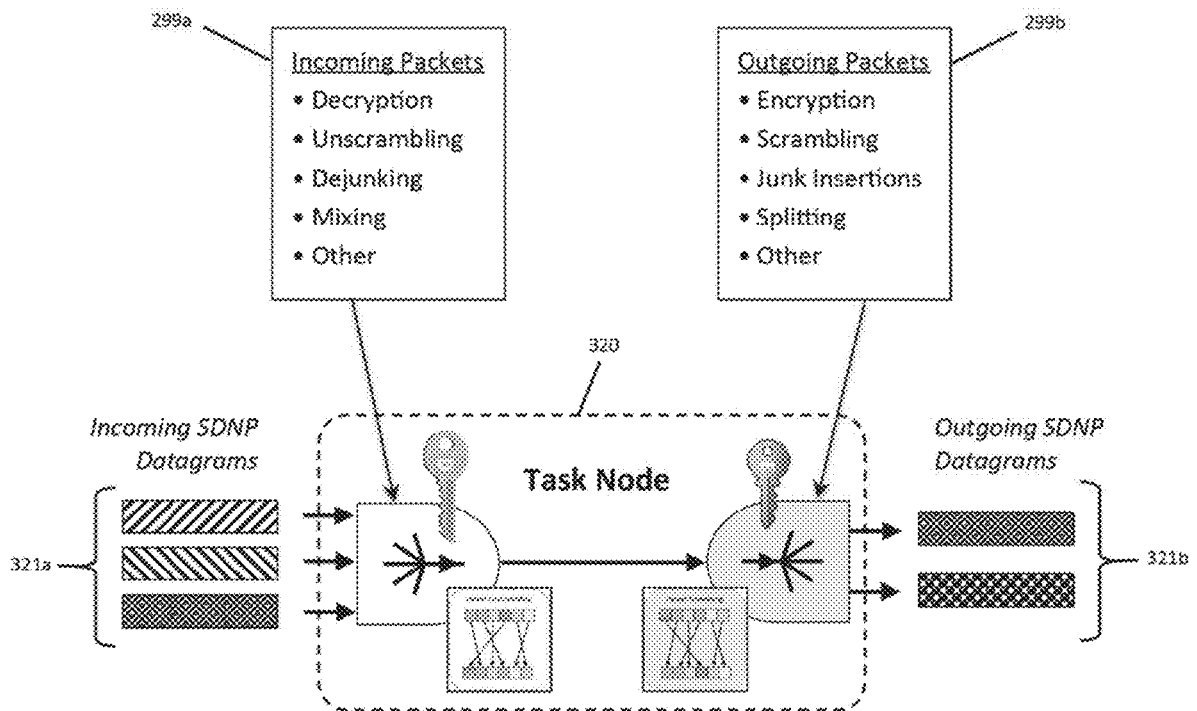 299a
299b
Incoming Packets
• Decryption
• Unscrambling
• Dejunking
• Mixing
• Other
Outgoing Packets
• Encryption
• Scrambling
• Junk Insertions
• Splitting
• Other
320
Incoming SDNP
Datagrams
Task Node
Outgoing SDNP
Datagrams
321a
321b